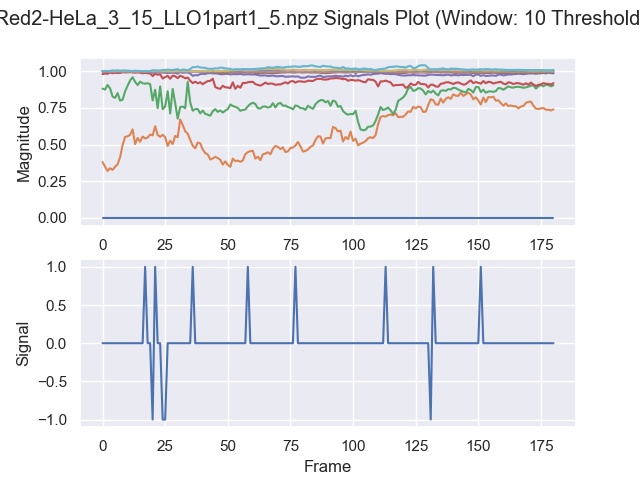 Red2-HeLa_3_15_LLO1part1_5.npz Signals Plot (Window: 10 Threshold
1.00
0.75
0.50
0.25
0.00
Magnitude
0 25 50 75 100 125 150 175
1.0
0.5
0.0
−0.5
−1.0
Signal
0 25 50 75 100 125 150 175
Frame